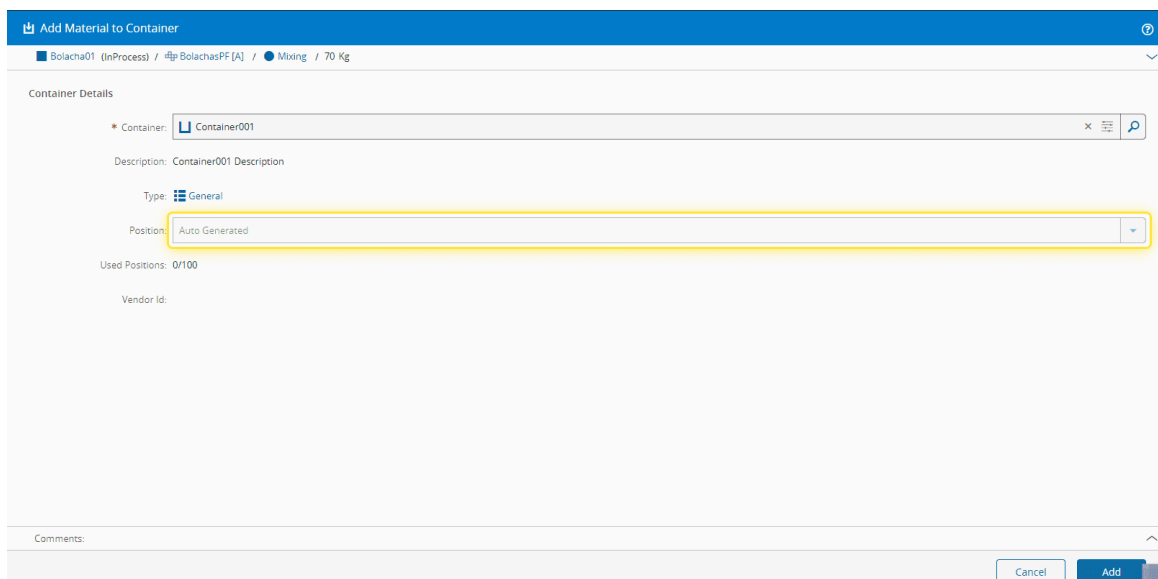 Add Material to Container
Bolacha01 (InProcess) / BolachasPF [A] / Mixing / 70 Kg
Container Details
* Container: Container001
Description: Container001 Description
Type: General
Position: Auto Generated
Used Positions: 0/100
Vendor Id:
Comments:
Cancel Add